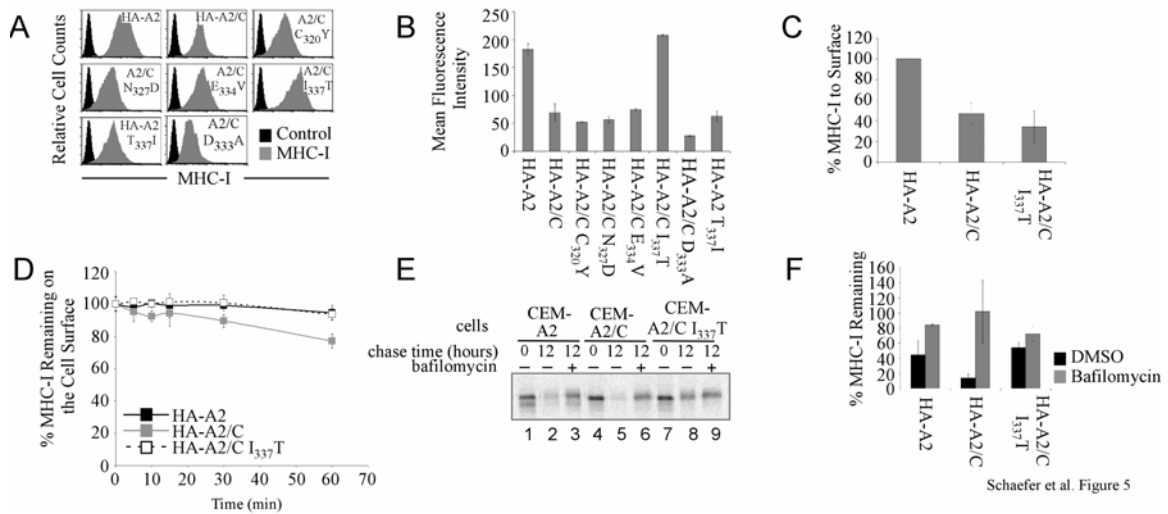 A
Relative Cell Counts
HA-A2
HA-A2/C
A2/C
C320Y
A2/C
N327D
A2/C
E334V
A2/C
I337T
HA-A2
T337I
A2/C
D333A
Control
MHC-I
MHC-I
B
Mean Fluorescence
Intensity
250
200
150
100
50
0
HA-A2
HA-A2/C
HA-A2/C C320Y
HA-A2/C N327D
HA-A2/C E334V
HA-A2/C I337T
HA-A2/C D333A
HA-A2 T337I
C
% MHC-I to Surface
120
100
80
60
40
20
0
HA-A2
HA-A2/C
HA-A2/C
I337T
D
% MHC-I Remaining on
the Cell Surface
120
100
80
60
40
20
0
HA-A2
HA-A2/C
HA-A2/C I337T
0 10 20 30 40 50 60 70
Time (min)
E
cells
CEM-
A2
CEM-
A2/C
CEM-
A2/C I337T
chase time (hours) 0 12 12 0 12 12 0 12 12
bafilomycin − − + − − + − − +
1 2 3 4 5 6 7 8 9
F
% MHC-I Remaining
160
140
120
100
80
60
40
20
0
DMSO
Bafilomycin
HA-A2
HA-A2/C
HA-A2/C
I337T
Schaefer et al. Figure 5